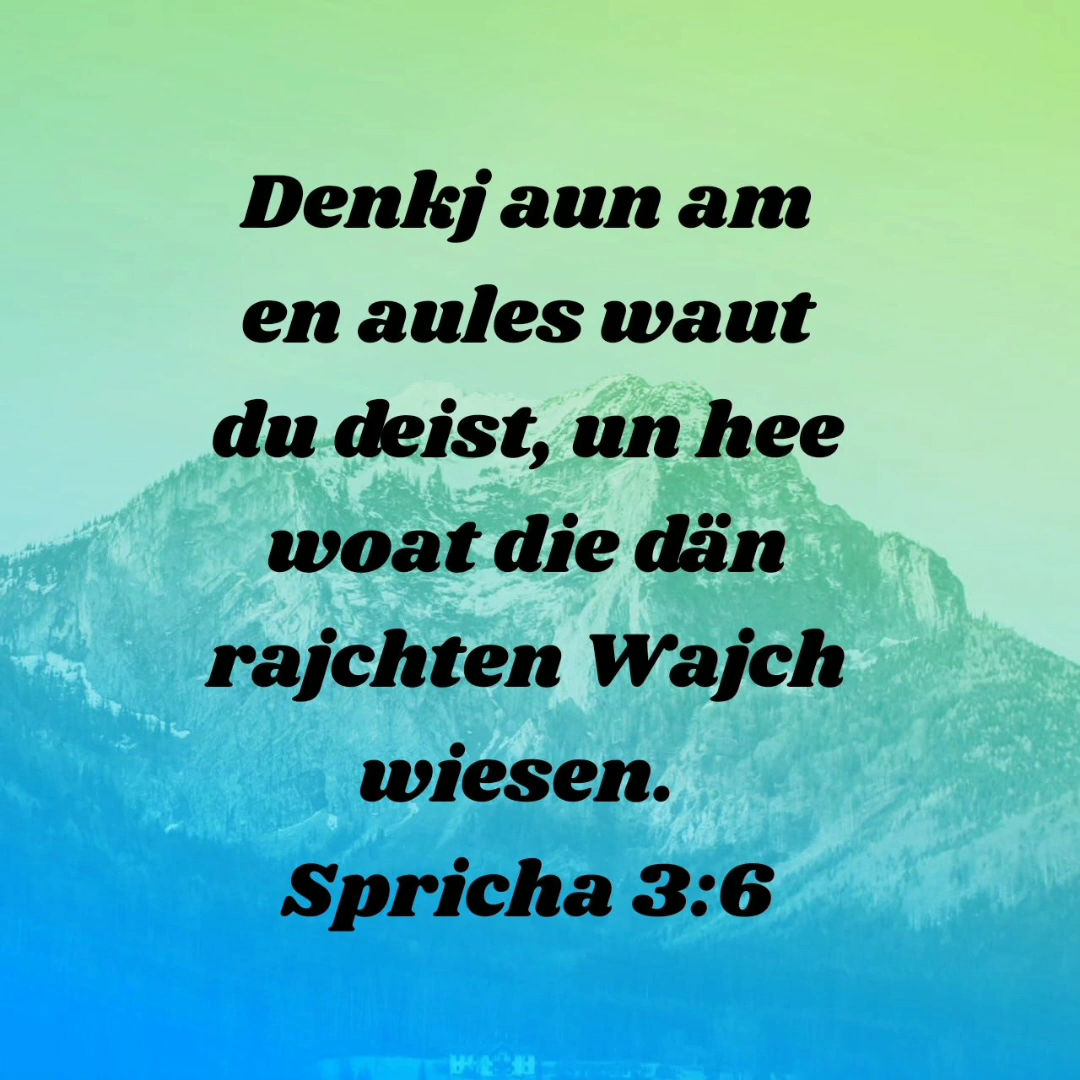 Denkj aun am
en aules waut
du deist, un hee
woat die dän
rajchten Wajch
wiesen.
Spricha 3:6